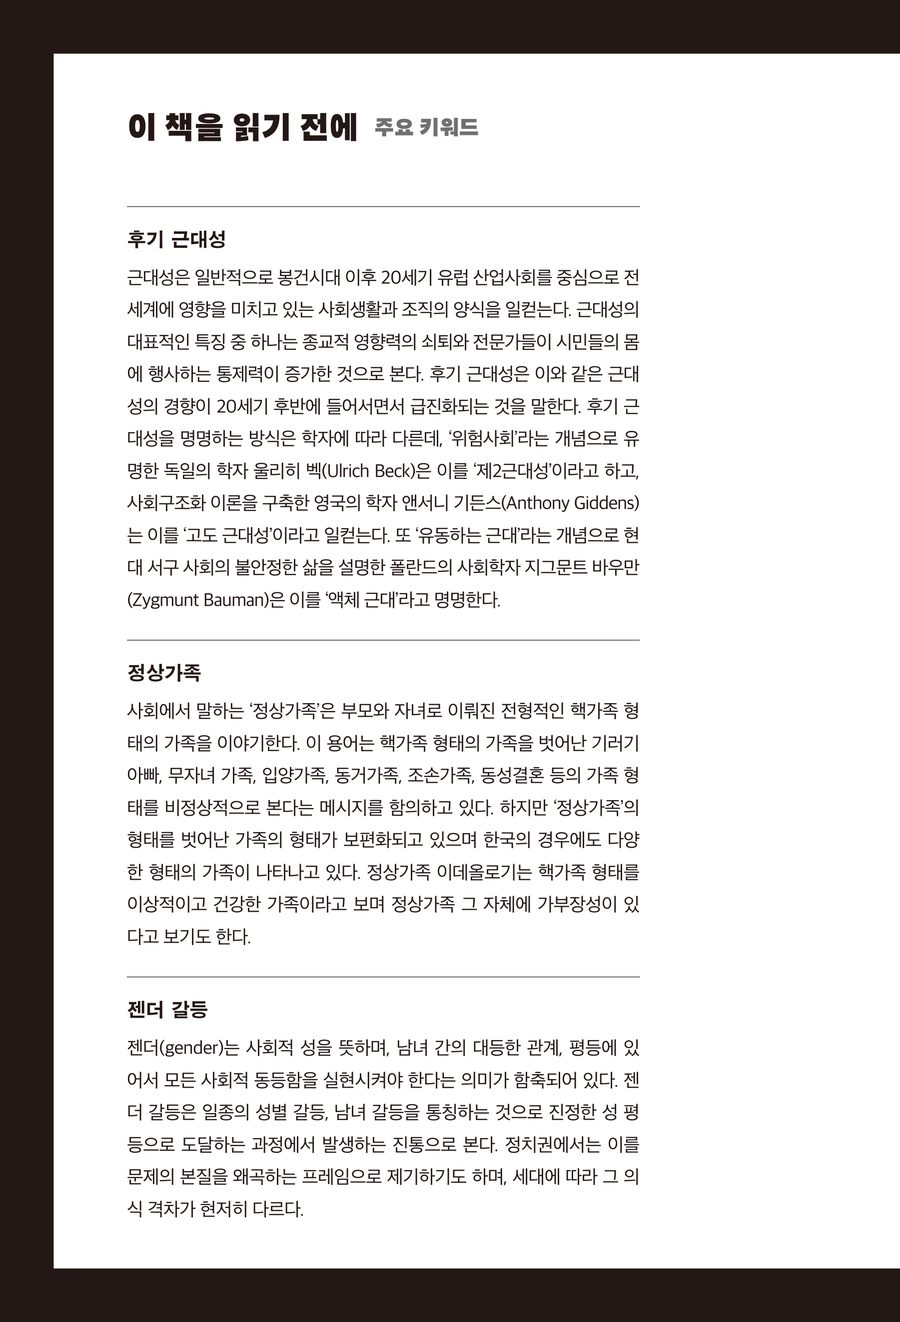 이 책을 읽기 전에 주요 키워드
후기 근대성
근대성은 일반적으로 봉건시대 이후 20세기 유럽 산업사회를 중심으로 전
세계에 영향을 미치고 있는 사회생활과 조직의 양식을 일컫는다. 근대성의
대표적인 특징 중 하나는 종교적 영향력의 쇠퇴와 전문가들이 시민들의 몸
에 행사하는 통제력이 증가한 것으로 본다. 후기 근대성은 이와 같은 근대
성의 경향이 20세기 후반에 들어서면서 급진화되는 것을 말한다. 후기 근
대성을 명명하는 방식은 학자에 따라 다른데, ‘위험사회’라는 개념으로 유
명한 독일의 학자 울리히 벡(Ulrich Beck)은 이를 ‘제2근대성’이라고 하고,
사회구조화 이론을 구축한 영국의 학자 앤서니 기든스(Anthony Giddens)
는 이를 ‘고도 근대성’이라고 일컫는다. 또 ‘유동하는 근대’라는 개념으로 현
대 서구 사회의 불안정한 삶을 설명한 폴란드의 사회학자 지그문트 바우만
(Zygmunt Bauman)은 이를 ‘액체 근대’라고 명명한다.
정상가족
사회에서 말하는 ‘정상가족’은 부모와 자녀로 이뤄진 전형적인 핵가족 형
태의 가족을 이야기한다. 이 용어는 핵가족 형태의 가족을 벗어난 기러기
아빠, 무자녀 가족, 입양가족, 동거가족, 조손가족, 동성결혼 등의 가족 형
태를 비정상적으로 본다는 메시지를 함의하고 있다. 하지만 ‘정상가족’의
형태를 벗어난 가족의 형태가 보편화되고 있으며 한국의 경우에도 다양
한 형태의 가족이 나타나고 있다. 정상가족 이데올로기는 핵가족 형태를
이상적이고 건강한 가족이라고 보며 정상가족 그 자체에 가부장성이 있
다고 보기도 한다.
젠더 갈등
젠더(gender)는 사회적 성을 뜻하며, 남녀 간의 대등한 관계, 평등에 있
어서 모든 사회적 동등함을 실현시켜야 한다는 의미가 함축되어 있다. 젠
더 갈등은 일종의 성별 갈등, 남녀 갈등을 통칭하는 것으로 진정한 성 평
등으로 도달하는 과정에서 발생하는 진통으로 본다. 정치권에서는 이를
문제의 본질을 왜곡하는 프레임으로 제기하기도 하며, 세대에 따라 그 의
식 격차가 현저히 다르다.